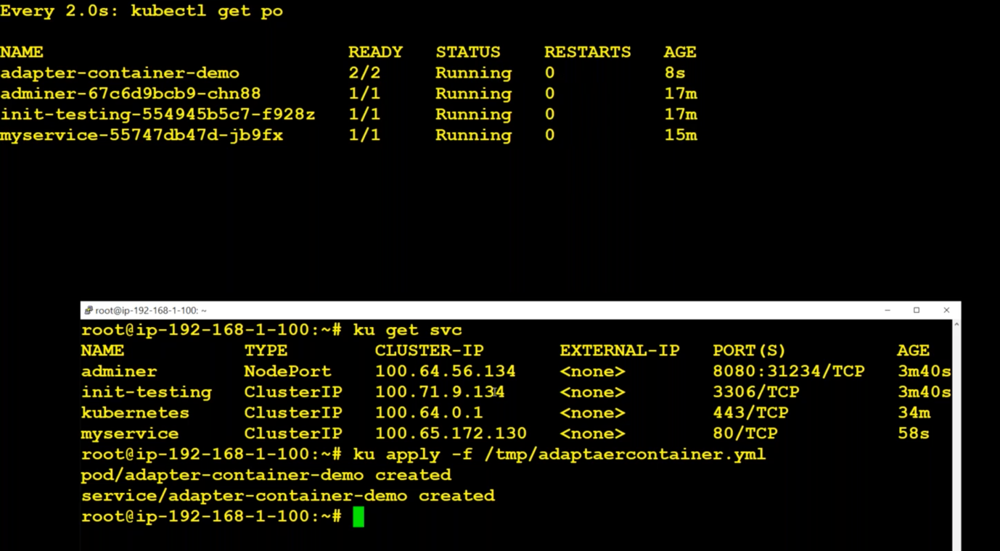 Every 2.0s: kubectl get po
NAME READY STATUS RESTARTS AGE
adapter-container-demo 2/2 Running 0 8s
adminer-67c6d9bcb9-chn88 1/1 Running 0 17m
init-testing-554945b5c7-f928z 1/1 Running 0 17m
myservice-55747db47d-jb9fx 1/1 Running 0 15m
root@ip-192-168-1-100: ~
root@ip-192-168-1-100:~# ku get svc
NAME TYPE CLUSTER-IP EXTERNAL-IP PORT(S) AGE
adminer NodePort 100.64.56.134 <none> 8080:31234/TCP 3m40s
init-testing ClusterIP 100.71.9.134 <none> 3306/TCP 3m40s
kubernetes ClusterIP 100.64.0.1 <none> 443/TCP 34m
myservice ClusterIP 100.65.172.130 <none> 80/TCP 58s
root@ip-192-168-1-100:~# ku apply -f /tmp/adaptaercontainer.yml
pod/adapter-container-demo created
service/adapter-container-demo created
root@ip-192-168-1-100:~#